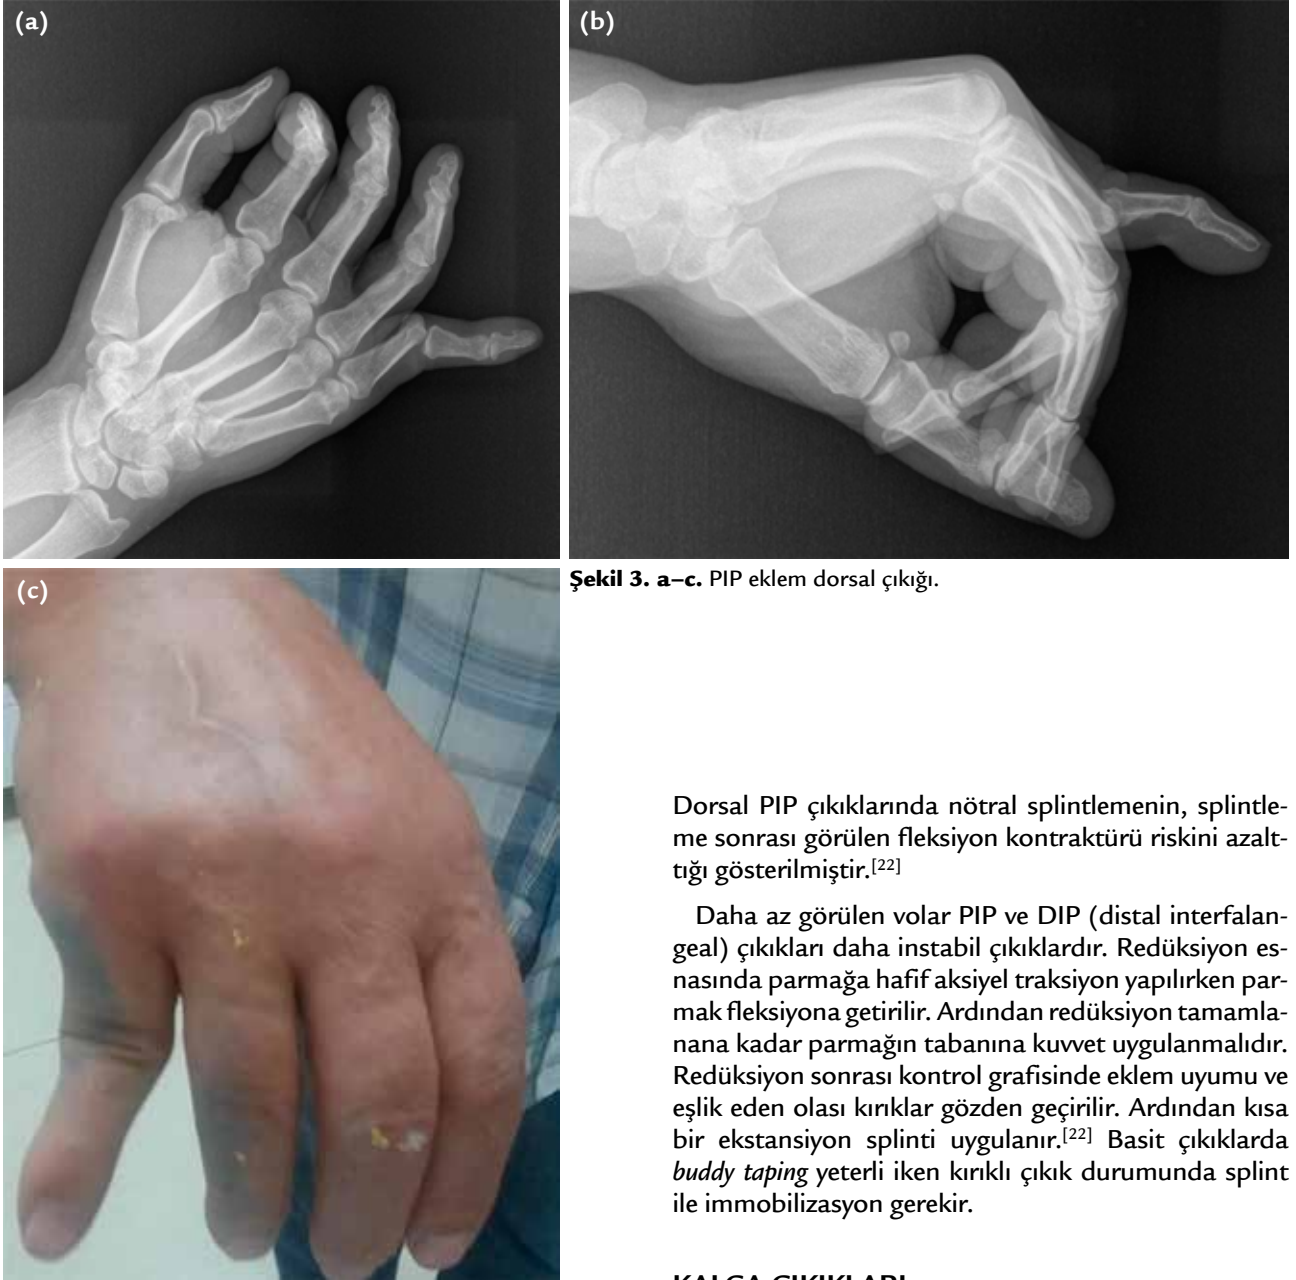 (a)
(b)
(c)
Şekil 3. a–c. PIP eklem dorsal çıkığı.
Dorsal PIP çıkıklarında nötral splintlemenin, splintle-
me sonrası görülen fleksiyon kontraktürü riskini azalt-
tığı gösterilmiştir.[22]
Daha az görülen volar PIP ve DIP (distal interfalan-
geal) çıkıkları daha instabil çıkıklardır. Redüksiyon es-
nasında parmağa hafif aksiyel traksiyon yapılırken par-
mak fleksiyona getirilir. Ardından redüksiyon tamamla-
nana kadar parmağın tabanına kuvvet uygulanmalıdır.
Redüksiyon sonrası kontrol grafisinde eklem uyumu ve
eşlik eden olası kırıklar gözden geçirilir. Ardından kısa
bir ekstansiyon splinti uygulanır.[22] Basit çıkıklarda
buddy taping yeterli iken kırıklı çıkık durumunda splint
ile immobilizasyon gerekir.